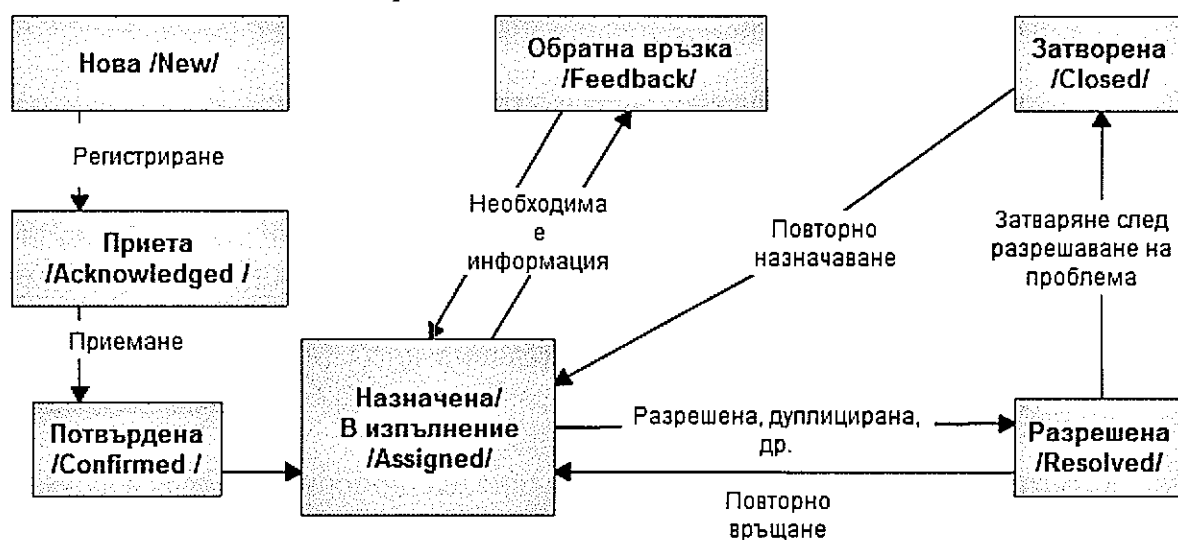 Нова /New/
Обратна връзка
/Feedback/
Затворена
/Closed/
Регистриране
Необходима
е
информация
Повторно
назначаване
Затваряне след
разрешаване на
проблема
Приета
/Acknowledged /
Приемане
Потвърдена
/Confirmed /
Назначена/
В изпълнение
/Assigned/
Разрешена, дуплицирана,
др.
Разрешена
/Resolved/
Повторно
връщане